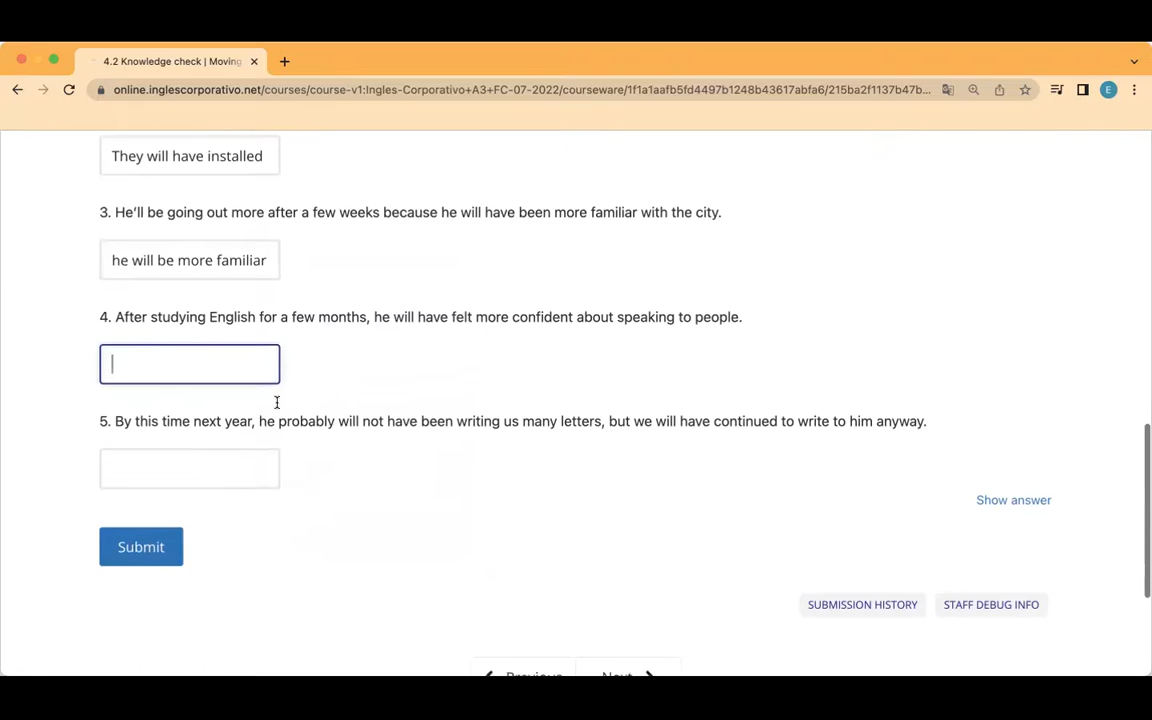 4.2 Knowledge check | Moving
online.inglescorporativo.net/courses/course-v1:Ingles-Corporativo+A3+FC-07-2022/courseware/1f1a1aafb5fd4497b1248b43617abfa6/215ba2f1137b47b...
E
They will have installed
3. He'll be going out more after a few weeks because he will have been more familiar with the city.
he will be more familiar
4. After studying English for a few months, he will have felt more confident about speaking to people.
5. By this time next year, he probably will not have been writing us many letters, but we will have continued to write to him anyway.
Show answer
Submit
SUBMISSION HISTORY
STAFF DEBUG INFO
Previous
Next